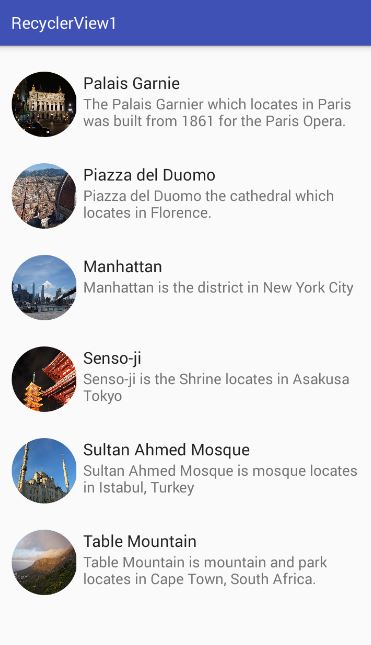 RecyclerView1
Palais Garnie
The Palais Garnier which locates in Paris
was built from 1861 for the Paris Opera.
Piazza del Duomo
Piazza del Duomo the cathedral which
locates in Florence.
Manhattan
Manhattan is the district in New York City
Senso-ji
Senso-ji is the Shrine locates in Asakusa
Tokyo
Sultan Ahmed Mosque
Sultan Ahmed Mosque is mosque locates
in Istabul, Turkey
Table Mountain
Table Mountain is mountain and park
locates in Cape Town, South Africa.